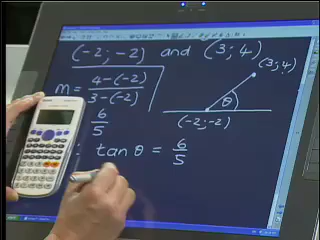 (-2;-2) and (3;4)
m = 4-(-2)
3-(-2)
6
5
tan θ = 6
5
(3;4)
θ
(-2;-2)